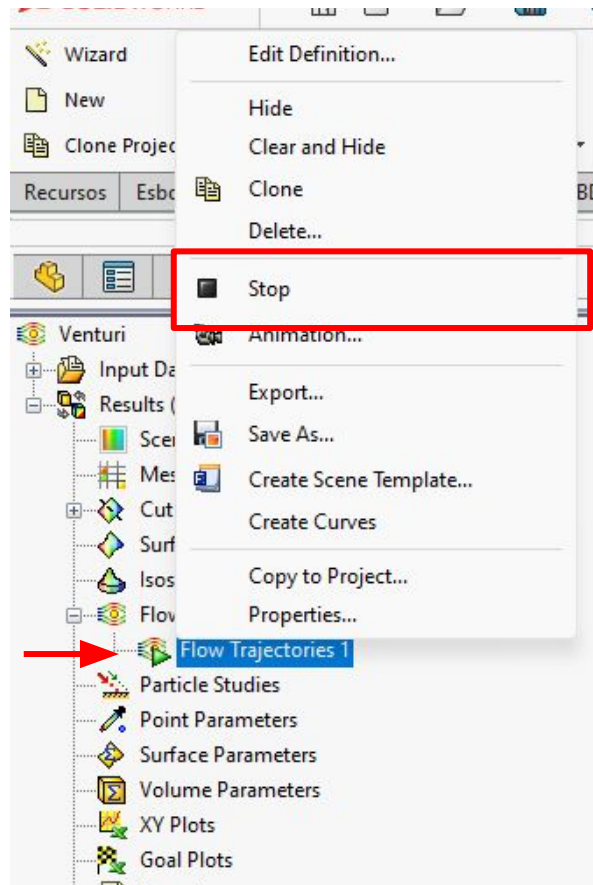 Wizard
New
Clone Projec
Recursos
Edit Definition...
Hide
Clear and Hide
Clone
Delete...
Stop
Animation...
Export...
Save As...
Create Scene Template...
Create Curves
Copy to Project...
Properties...
Venturi
Input Da
Results (
Scer
Mes
Cut
Surf
Isos
Flov
Flow Trajectories 1
Particle Studies
Point Parameters
Surface Parameters
Volume Parameters
XY Plots
Goal Plots